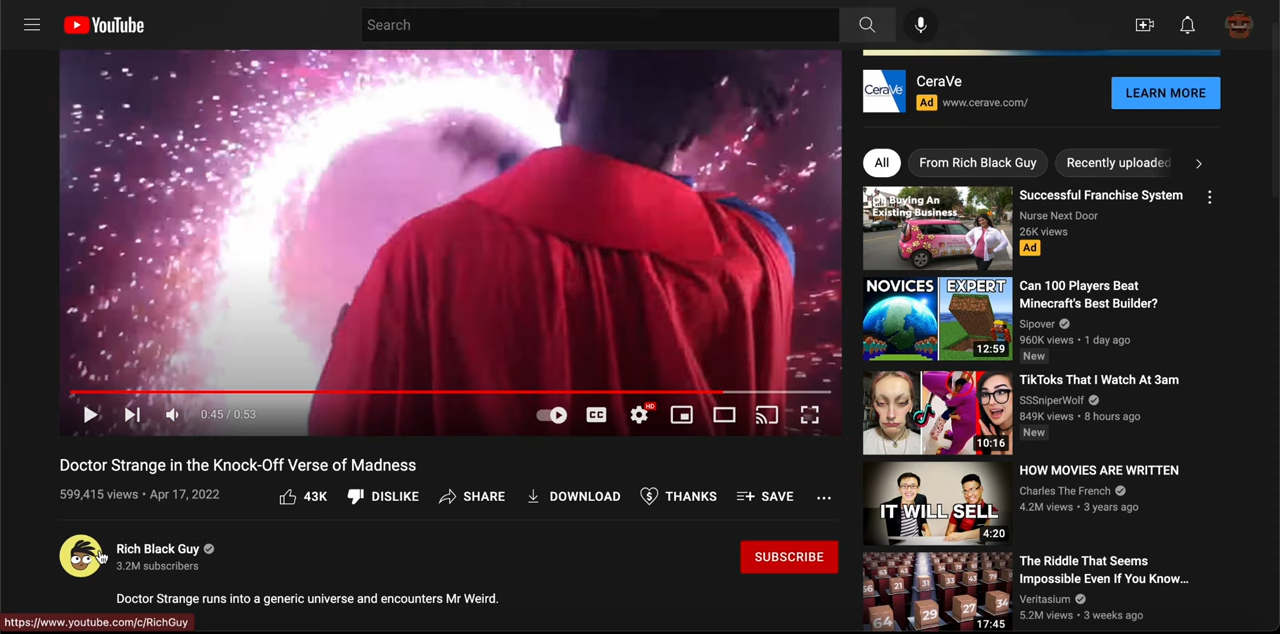 YouTube
Search
CeraVe
CeraVe
Ad www.cerave.com/
LEARN MORE
All
From Rich Black Guy
Recently uploaded
Buying An
Existing Business
Successful Franchise System
Nurse Next Door
26K views
Ad
NOVICES
EXPERT
12:59
Can 100 Players Beat
Minecraft's Best Builder?
Sipover
960K views • 1 day ago
New
10:16
TikToks That I Watch At 3am
SSSniperWolf
849K views • 8 hours ago
New
IT WILL SELL
4:20
HOW MOVIES ARE WRITTEN
Charles The French
4.2M views • 3 years ago
64
29
27
34
17:45
The Riddle That Seems
Impossible Even If You Know...
Veritasium
5.2M views • 3 weeks ago
0:45 / 0:53
CC
HD
Doctor Strange in the Knock-Off Verse of Madness
599,415 views • Apr 17, 2022
43K
DISLIKE
SHARE
DOWNLOAD
THANKS
SAVE
Rich Black Guy
3.2M subscribers
SUBSCRIBE
Doctor Strange runs into a generic universe and encounters Mr Weird.
https://www.youtube.com/c/RichGuy